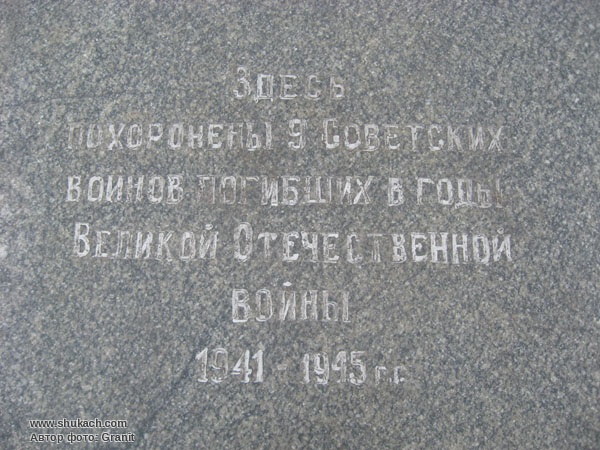 Здесь
похоронены 9 Советских
воинов погибших в годы
Великой Отечественной
войны
1941 - 1945 г.г.
www.shukach.com
Автор фото: Granit